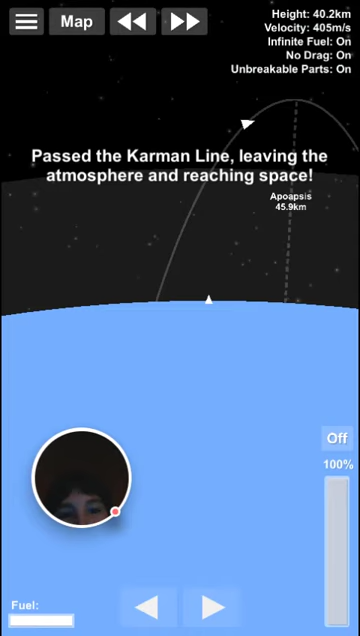 Map
Height: 40.2km
Velocity: 405m/s
Infinite Fuel: On
No Drag: On
Unbreakable Parts: On
Passed the Karman Line, leaving the
atmosphere and reaching space!
Apoapsis
45.9km
Off
100%
Fuel: